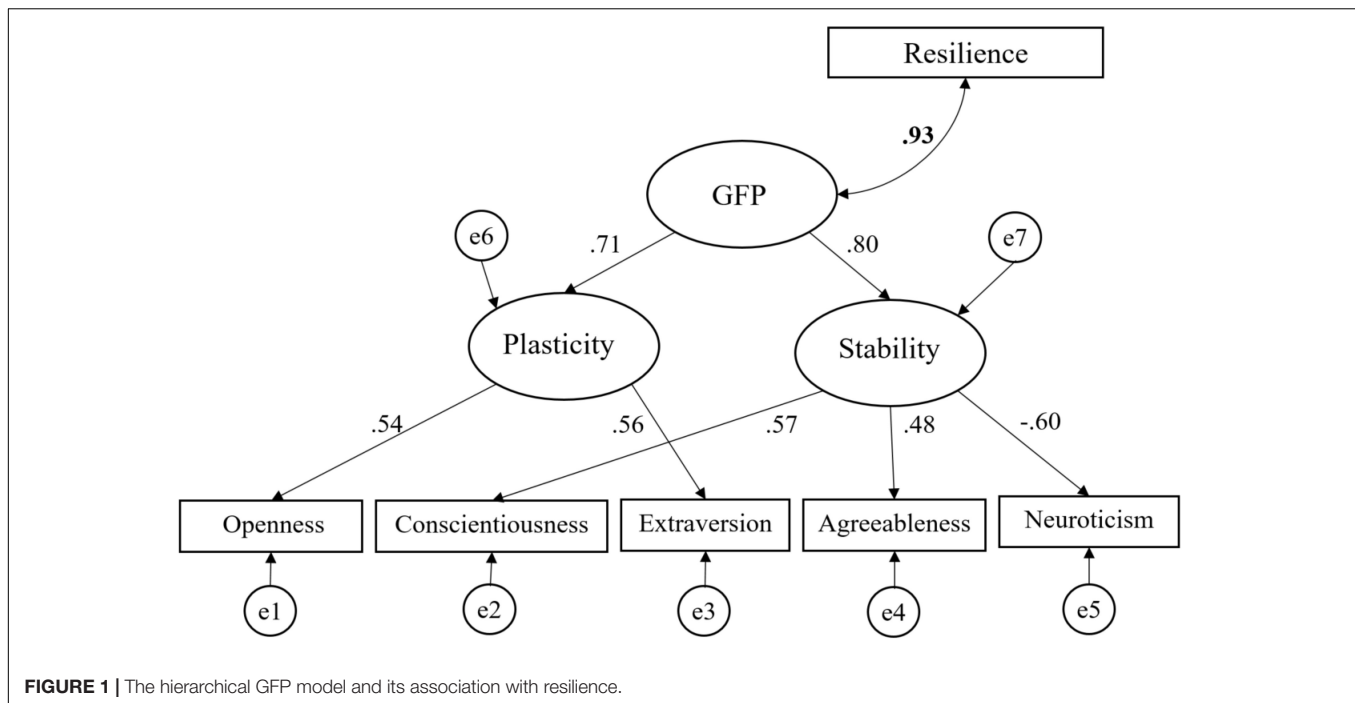 Resilience
.93
GFP
e6
e7
.71
.80
Plasticity
Stability
.54
.56
.57
.48
-.60
Openness
Conscientiousness
Extraversion
Agreeableness
Neuroticism
e1
e2
e3
e4
e5
FIGURE 1 | The hierarchical GFP model and its association with resilience.